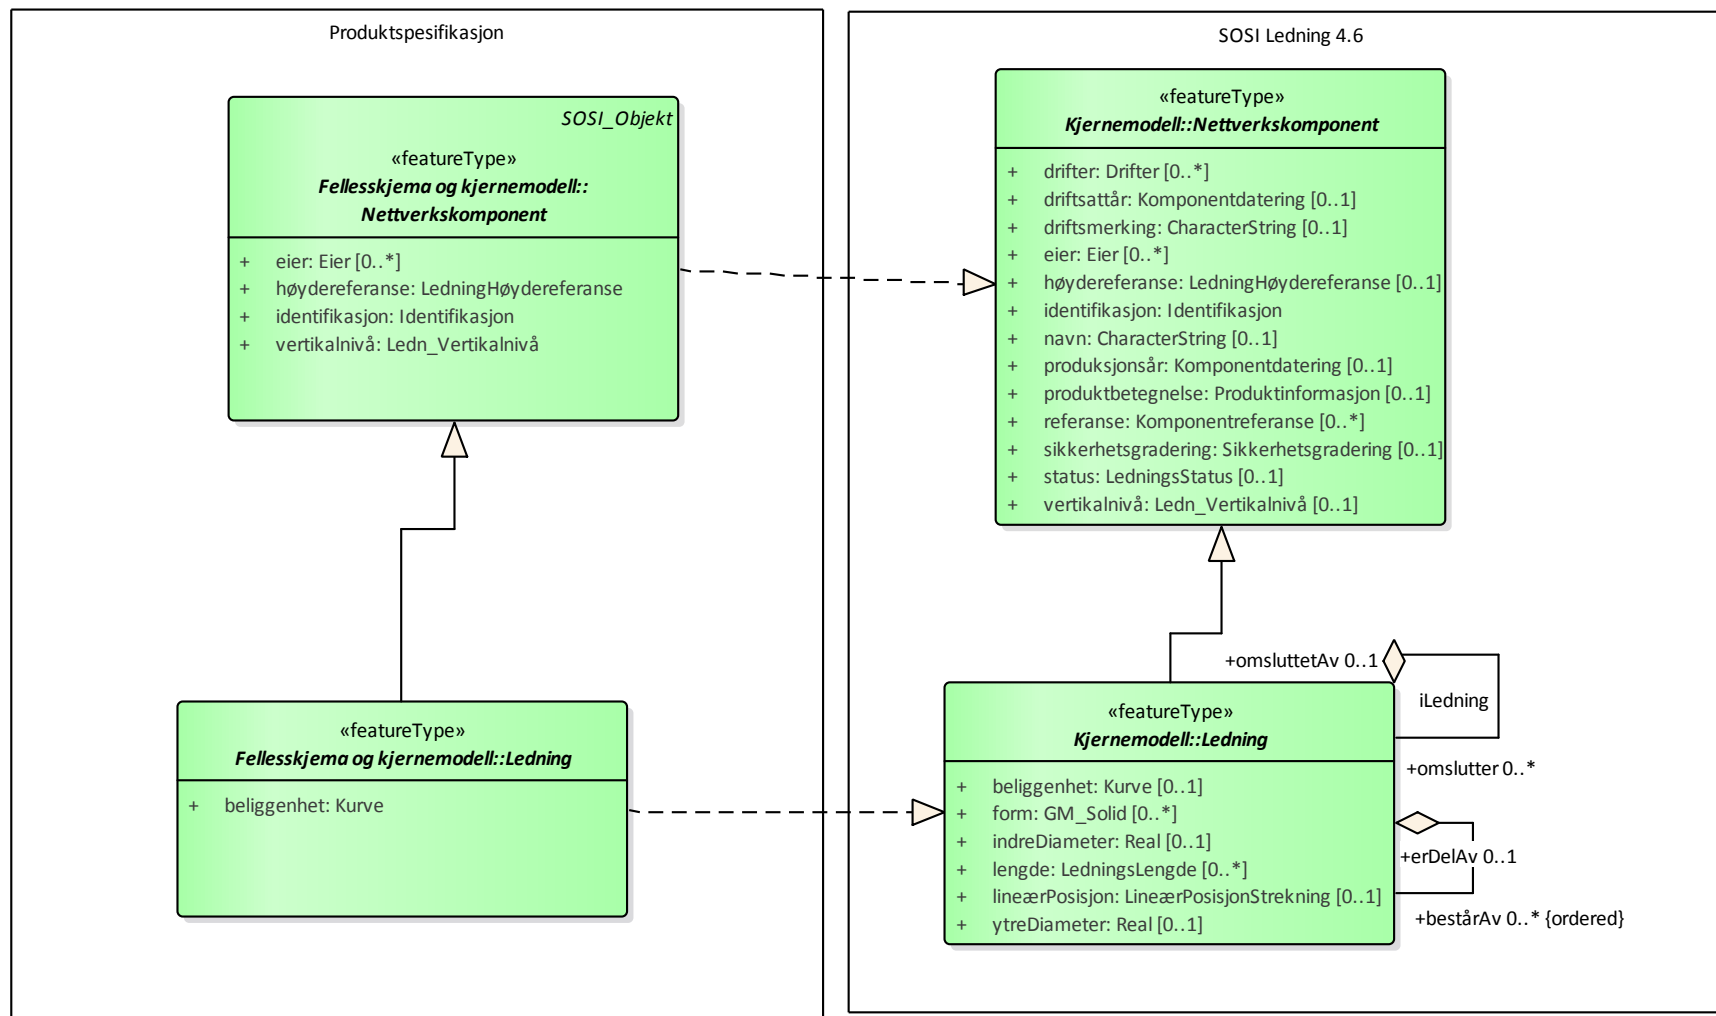 Produktspesifikasjon
SOSI_Objekt
«featureType»
Fellesskjema og kjernemodell::
Nettverkskomponent
+ eier: Eier [0..*]
+ høydereferanse: LedningHøydereferanse
+ identifikasjon: Identifikasjon
+ vertikalnivå: Ledn_Vertikalnivå
«featureType»
Fellesskjema og kjernemodell::Ledning
+ beliggenhet: Kurve
SOSI Ledning 4.6
«featureType»
Kjernemodell::Nettverkskomponent
+ drifter: Drifter [0..*]
+ driftsattår: Komponentdatering [0..1]
+ driftsmerking: CharacterString [0..1]
+ eier: Eier [0..*]
+ høydereferanse: LedningHøydereferanse [0..1]
+ identifikasjon: Identifikasjon
+ navn: CharacterString [0..1]
+ produksjonsår: Komponentdatering [0..1]
+ produktbetegnelse: Produktinformasjon [0..1]
+ referanse: Komponentreferanse [0..*]
+ sikkerhetsgradering: Sikkerhetsgradering [0..1]
+ status: LedningsStatus [0..1]
+ vertikalnivå: Ledn_Vertikalnivå [0..1]
+omsluttetAv 0..1
iLedning
+omslutter 0..*
«featureType»
Kjernemodell::Ledning
+ beliggenhet: Kurve [0..1]
+ form: GM_Solid [0..*]
+ indreDiameter: Real [0..1]
+ lengde: LedningsLengde [0..*]
+ lineærPosisjon: LineærPosisjonStrekning [0..1]
+ ytreDiameter: Real [0..1]
+erDelAv 0..1
+bestårAv 0..* {ordered}